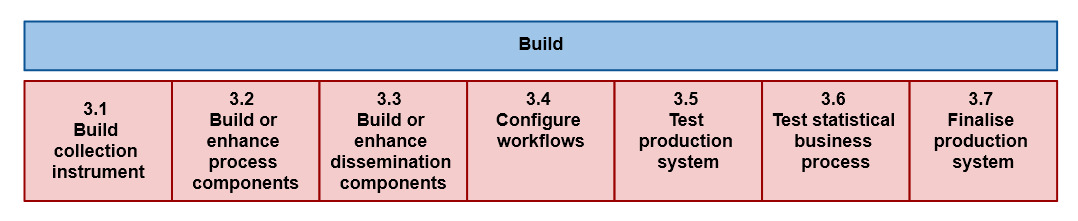 Build
3.1
Build
collection
instrument
3.2
Build or
enhance
process
components
3.3
Build or
enhance
dissemination
components
3.4
Configure
workflows
3.5
Test
production
system
3.6
Test statistical
business
process
3.7
Finalise
production
system